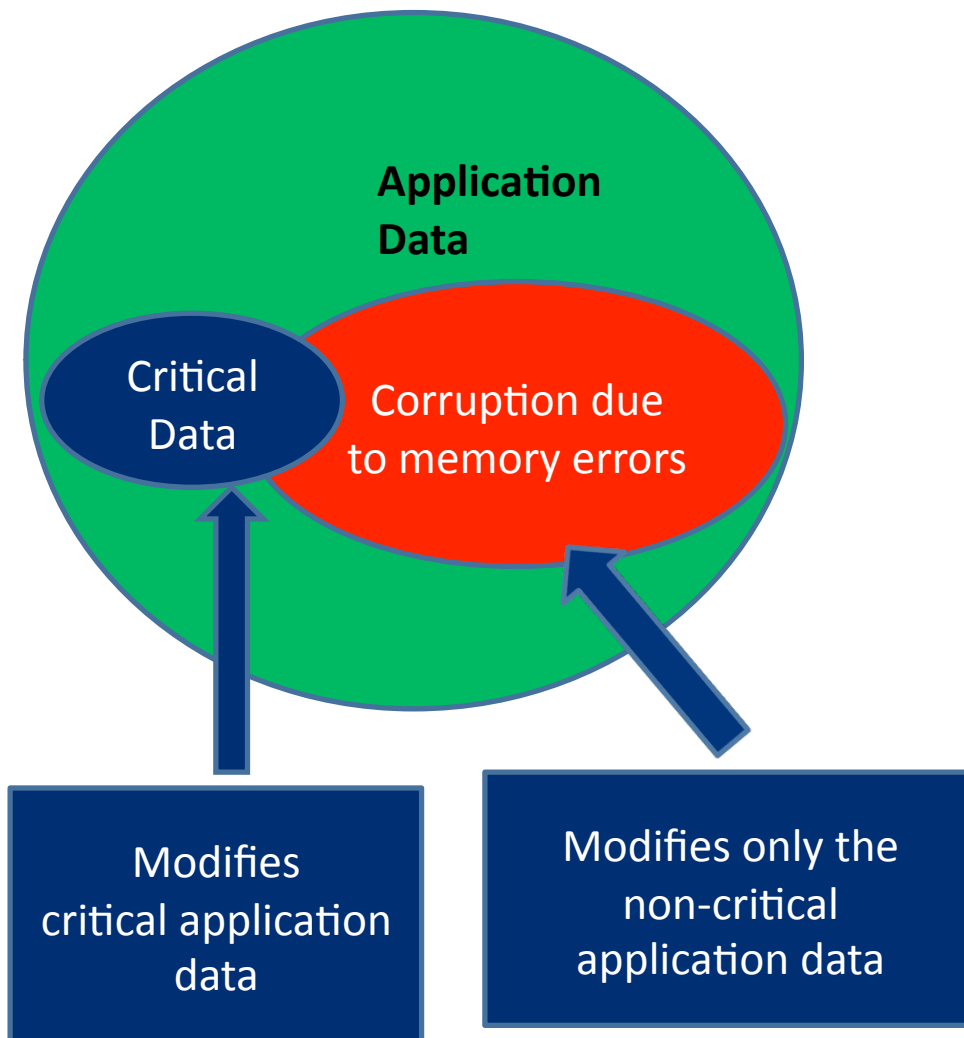 Application
Data
Critical
Data
Corruption due
to memory errors
Modifies
critical application
data
Modifies only the
non-critical
application data